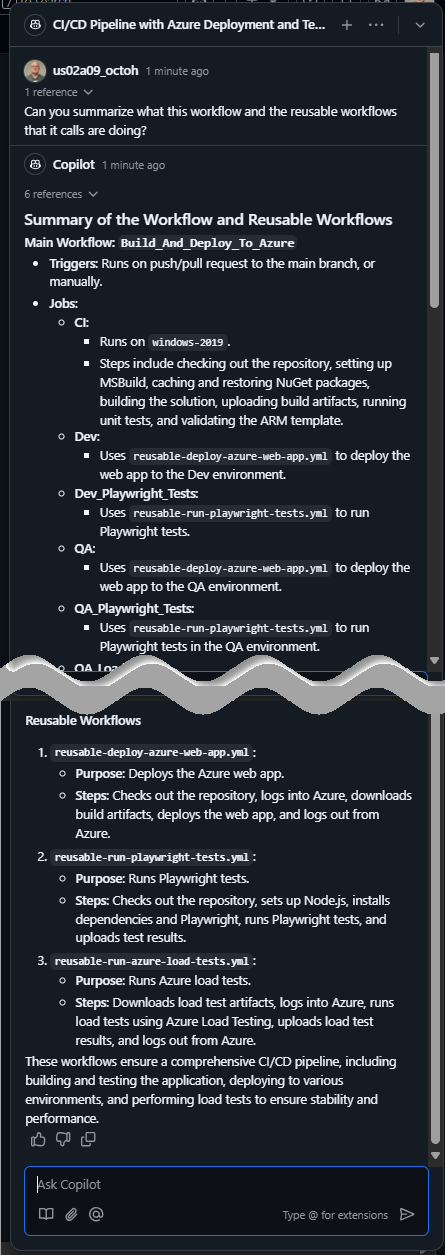 CI/CD Pipeline with Azure Deployment and Te...
us02a09_octoh 1 minute ago
1 reference
Can you summarize what this workflow and the reusable workflows
that it calls are doing?
Copilot 1 minute ago
6 references
Summary of the Workflow and Reusable Workflows
Main Workflow: Build_And_Deploy_To_Azure
• Triggers: Runs on push/pull request to the main branch, or
manually.
• Jobs:
○ CI:
▪ Runs on windows-2019.
▪ Steps include checking out the repository, setting up
MSBuild, caching and restoring NuGet packages,
building the solution, uploading build artifacts, running
unit tests, and validating the ARM template.
○ Dev:
▪ Uses reusable-deploy-azure-web-app.yml to deploy the
web app to the Dev environment.
○ Dev_Playwright_Tests:
▪ Uses reusable-run-playwright-tests.yml to run
Playwright tests.
○ QA:
▪ Uses reusable-deploy-azure-web-app.yml to deploy the
web app to the QA environment.
○ QA_Playwright_Tests:
▪ Uses reusable-run-playwright-tests.yml to run
Playwright tests in the QA environment.
Reusable Workflows
1. reusable-deploy-azure-web-app.yml:
○ Purpose: Deploys the Azure web app.
○ Steps: Checks out the repository, logs into Azure, downloads
build artifacts, deploys the web app, and logs out from
Azure.
2. reusable-run-playwright-tests.yml:
○ Purpose: Runs Playwright tests.
○ Steps: Checks out the repository, sets up Node.js, installs
dependencies and Playwright, runs Playwright tests, and
uploads test results.
3. reusable-run-azure-load-tests.yml:
○ Purpose: Runs Azure load tests.
○ Steps: Downloads load test artifacts, logs into Azure, runs
load tests using Azure Load Testing, uploads load test
results, and logs out from Azure.
These workflows ensure a comprehensive CI/CD pipeline, including
building and testing the application, deploying to various
environments, and performing load tests to ensure stability and
performance.
Ask Copilot
Type @ for extensions